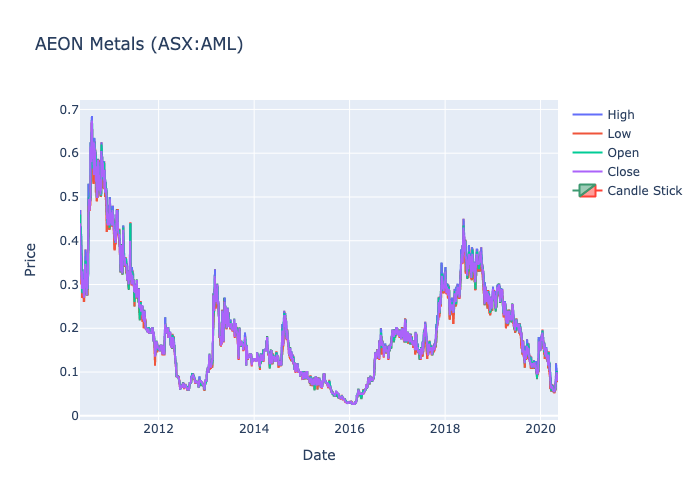 AEON Metals (ASX:AML)
0.7
0.6
0.5
0.4
0.3
0.2
0.1
0
Price
2012
2014
2016
2018
2020
Date
High
Low
Open
Close
Candle Stick